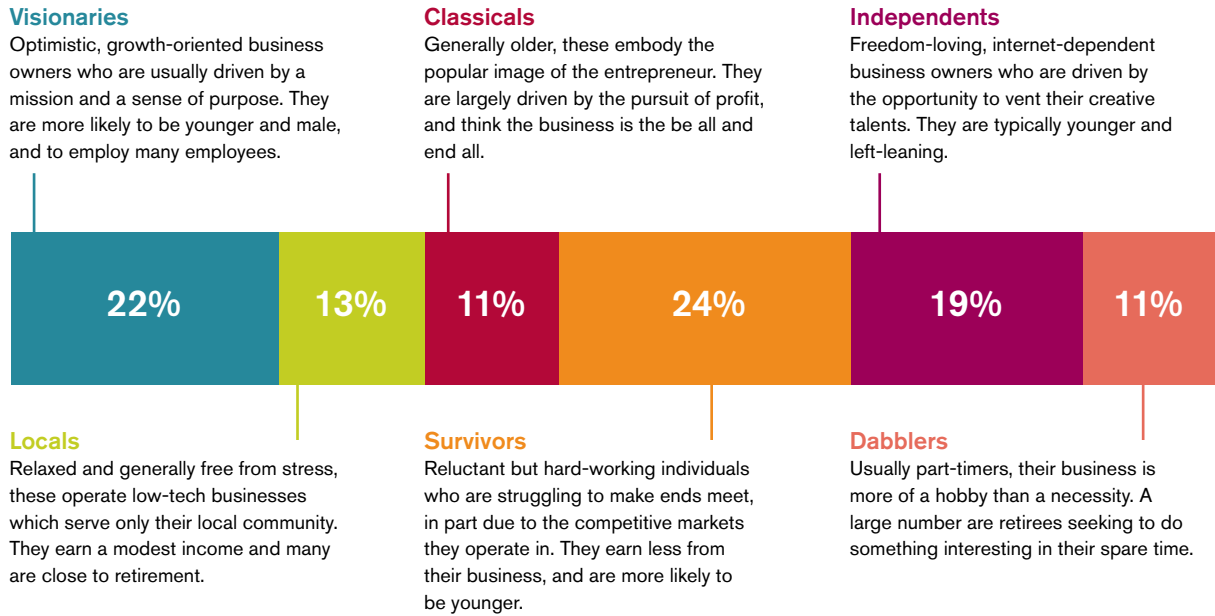 Visionaries
Optimistic, growth-oriented business
owners who are usually driven by a
mission and a sense of purpose. They
are more likely to be younger and male,
and to employ many employees.
Classicals
Generally older, these embody the
popular image of the entrepreneur. They
are largely driven by the pursuit of profit,
and think the business is the be all and
end all.
Independents
Freedom-loving, internet-dependent
business owners who are driven by
the opportunity to vent their creative
talents. They are typically younger and
left-leaning.
22%
13%
11%
24%
19%
11%
Locals
Relaxed and generally free from stress,
these operate low-tech businesses
which serve only their local community.
They earn a modest income and many
are close to retirement.
Survivors
Reluctant but hard-working individuals
who are struggling to make ends meet,
in part due to the competitive markets
they operate in. They earn less from
their business, and are more likely to
be younger.
Dabblers
Usually part-timers, their business is
more of a hobby than a necessity. A
large number are retirees seeking to do
something interesting in their spare time.